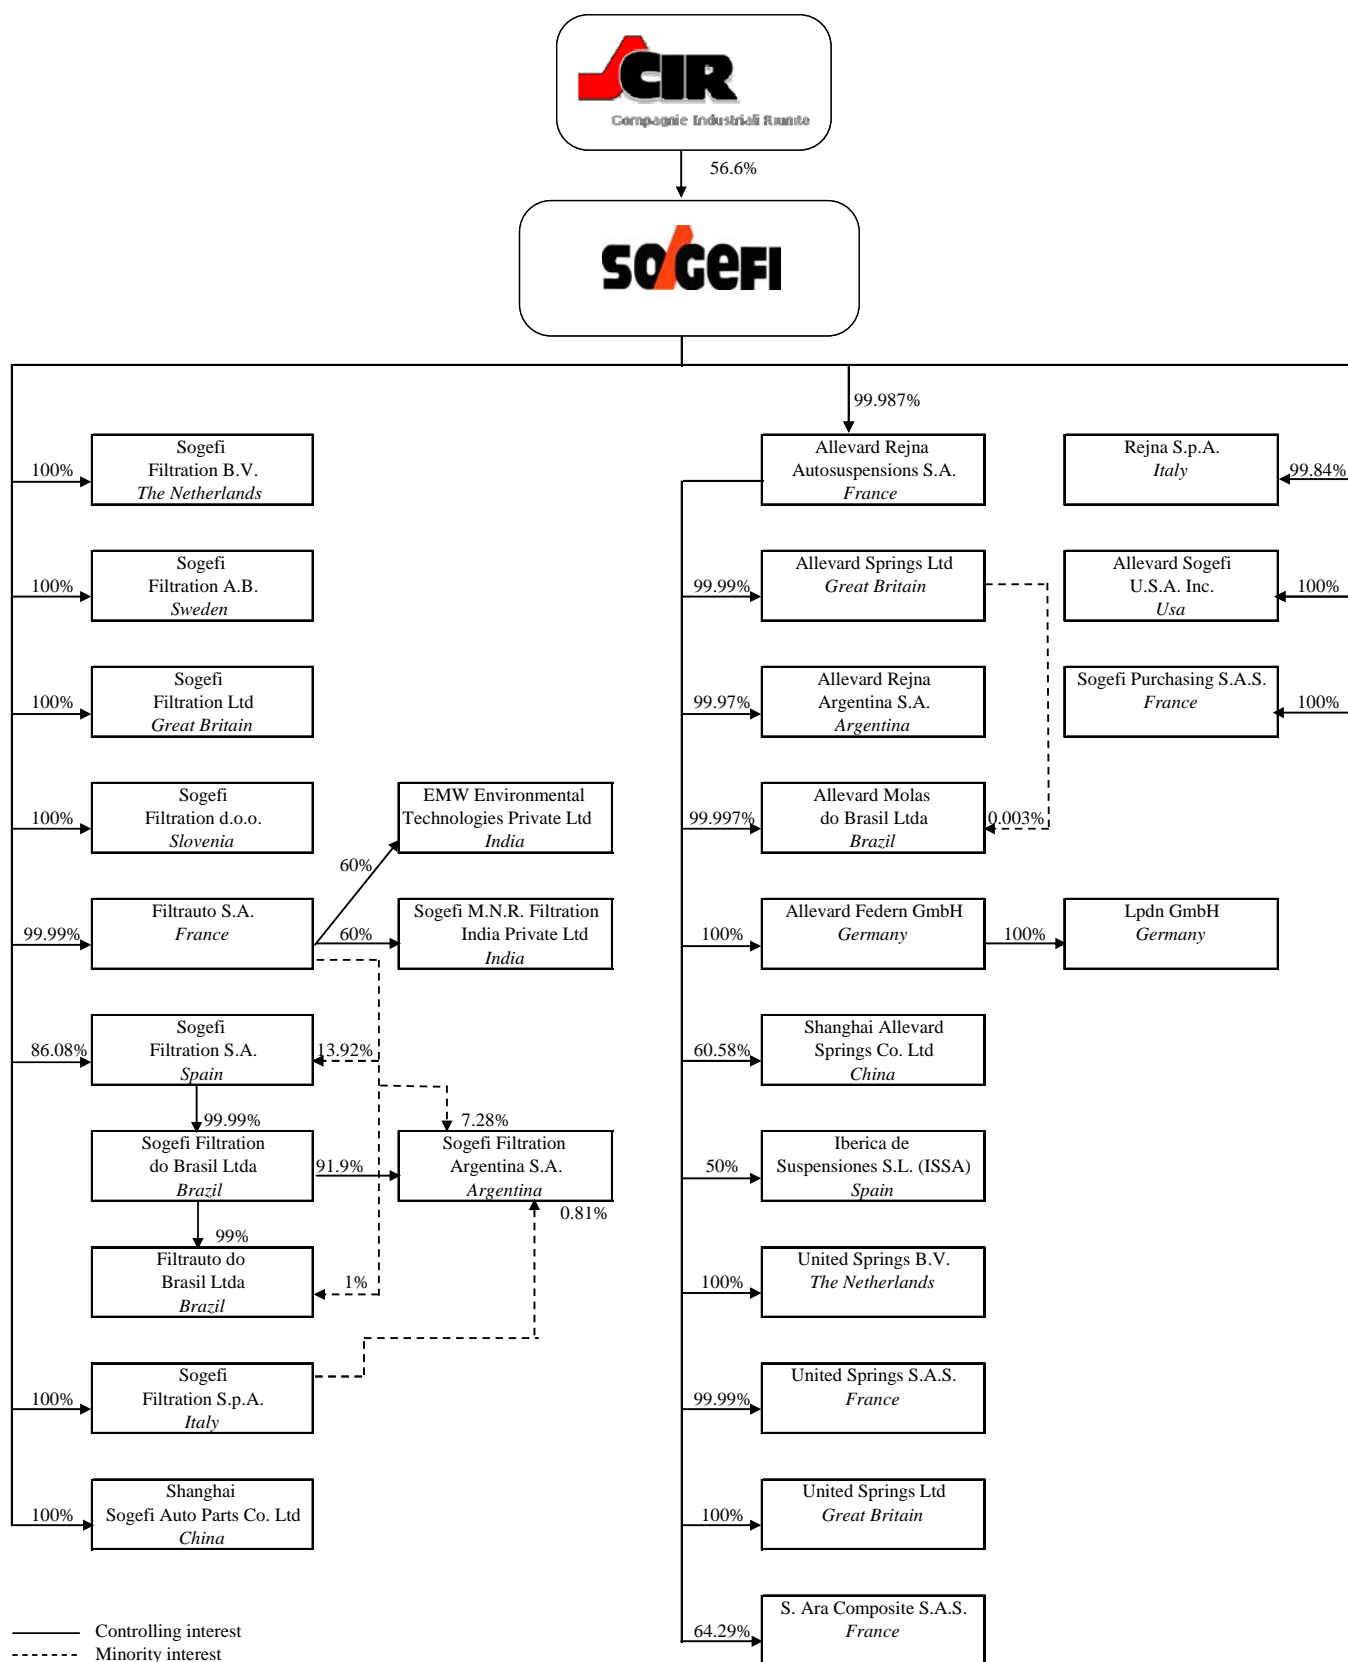 CIR
Compagnie Industriali Riunite
56.6%
SOGEFI
99.987%
Sogefi
Filtration B.V.
The Netherlands
100%
Allevard Rejna
Autosuspensions S.A.
France
Rejna S.p.A.
Italy
99.84%
Sogefi
Filtration A.B.
Sweden
100%
Allevard Springs Ltd
Great Britain
99.99%
Allevard Sogefi
U.S.A. Inc.
Usa
100%
Sogefi
Filtration Ltd
Great Britain
100%
Allevard Rejna
Argentina S.A.
Argentina
99.97%
Sogefi Purchasing S.A.S.
France
100%
Sogefi
Filtration d.o.o.
Slovenia
100%
EMW Environmental
Technologies Private Ltd
India
60%
Allevard Molas
do Brasil Ltda
Brazil
99.997%
0.003%
Filtrauto S.A.
France
99.99%
60%
Sogefi M.N.R. Filtration
India Private Ltd
India
Allevard Federn GmbH
Germany
100%
100%
Lpdn GmbH
Germany
Sogefi
Filtration S.A.
Spain
86.08%
13.92%
Shanghai Allevard
Springs Co. Ltd
China
60.58%
99.99%
7.28%
Sogefi Filtration
do Brasil Ltda
Brazil
91.9%
Sogefi Filtration
Argentina S.A.
Argentina
0.81%
Iberica de
Suspensiones S.L. (ISSA)
Spain
50%
99%
Filtrauto do
Brasil Ltda
Brazil
1%
United Springs B.V.
The Netherlands
100%
Sogefi
Filtration S.p.A.
Italy
100%
United Springs S.A.S.
France
99.99%
Shanghai
Sogefi Auto Parts Co. Ltd
China
100%
United Springs Ltd
Great Britain
100%
S. Ara Composite S.A.S.
France
64.29%
Controlling interest
Minority interest